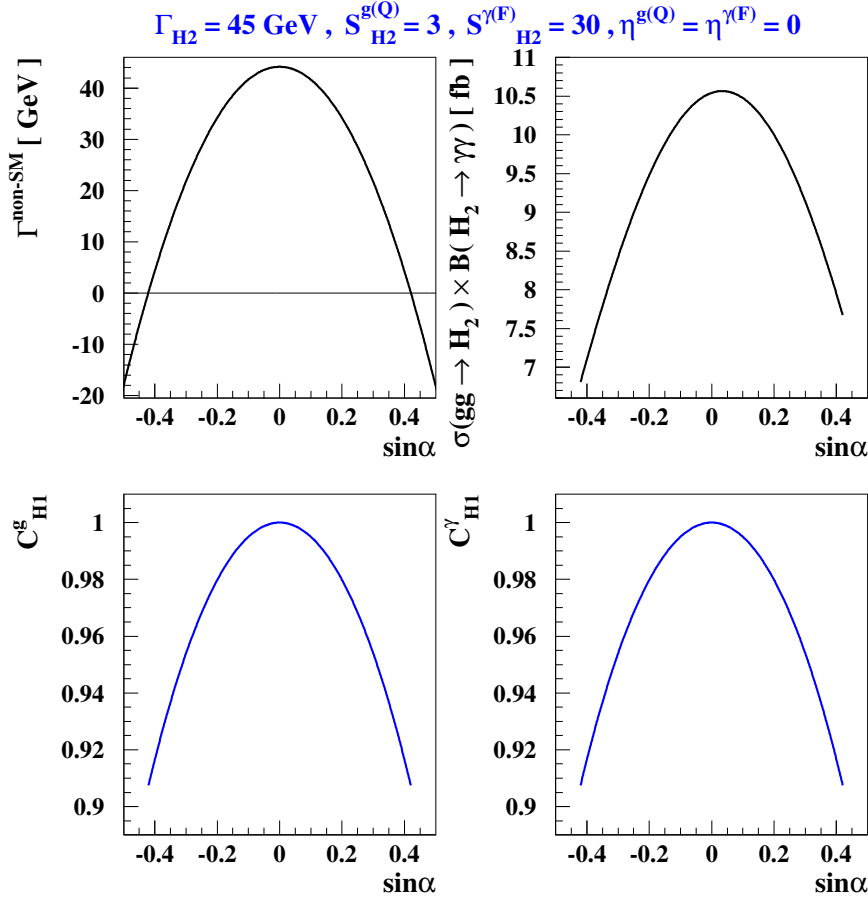 Γ_H2 = 45 GeV , S^g(Q)_H2 = 3 , S^γ(F)_H2 = 30 , η^g(Q) = η^γ(F) = 0
Γ^non-SM [ GeV ]
40
30
20
10
0
-10
-20
-0.4 -0.2 0 0.2 0.4
sinα
σ(gg → H_2 ) × B( H_2 → γγ ) [ fb ]
11
10.5
10
9.5
9
8.5
8
7.5
7
-0.4 -0.2 0 0.2 0.4
sinα
C^g_H1
1
0.98
0.96
0.94
0.92
0.9
-0.4 -0.2 0 0.2 0.4
sinα
C^γ_H1
1
0.98
0.96
0.94
0.92
0.9
-0.4 -0.2 0 0.2 0.4
sinα